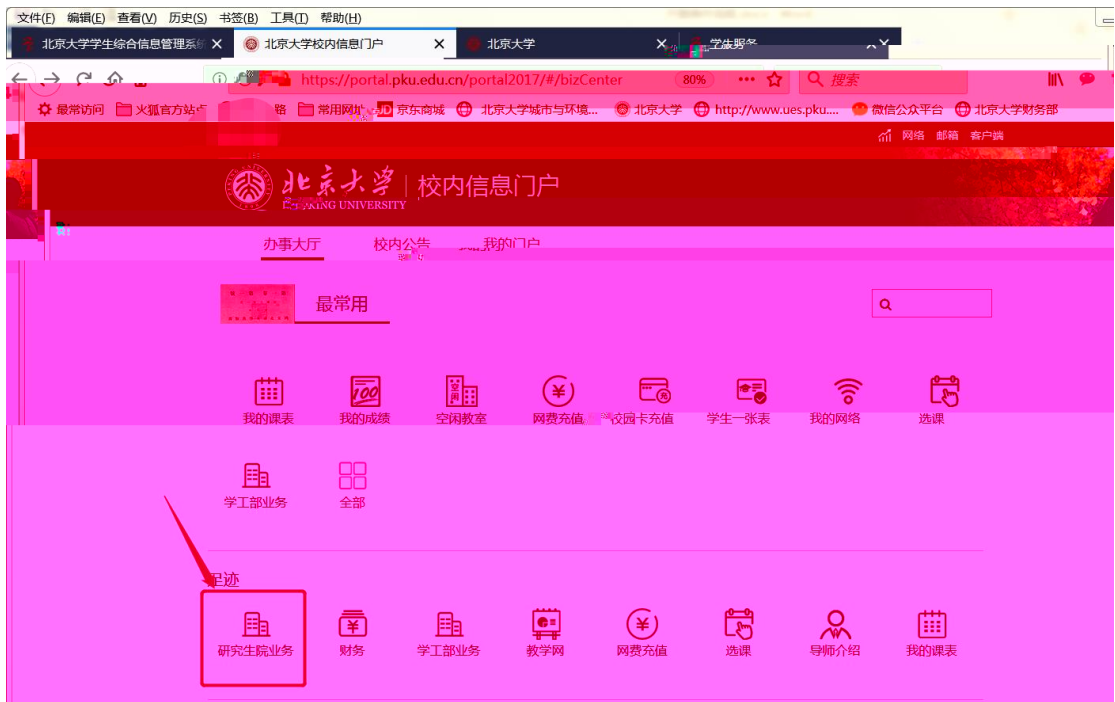 文件(F) 编辑(E) 查看(V) 历史(S) 书签(B) 工具(T) 帮助(H)
北京大学学生综合信息管理系统 北京大学校内信息门户 北京大学 学生服务
https://portal.pku.edu.cn/portal2017/#/bizCenter 80% 搜索
最常访问 火狐官方站点 常用网址 JD 京东商城 北京大学城市与环境... 北京大学 http://www.ues.pku.... 微信公众平台 北京大学财务部
网络 邮箱 客户端
北京大学 校内信息门户
PEKING UNIVERSITY
办事大厅 校内公告 我的门户
最常用
我的课表 我的成绩 空闲教室 网费充值 校园卡充值 学生一张表 我的网络 选课
学工部业务 全部
足迹
研究生院业务 财务 学工部业务 教学网 网费充值 选课 导师介绍 我的课表